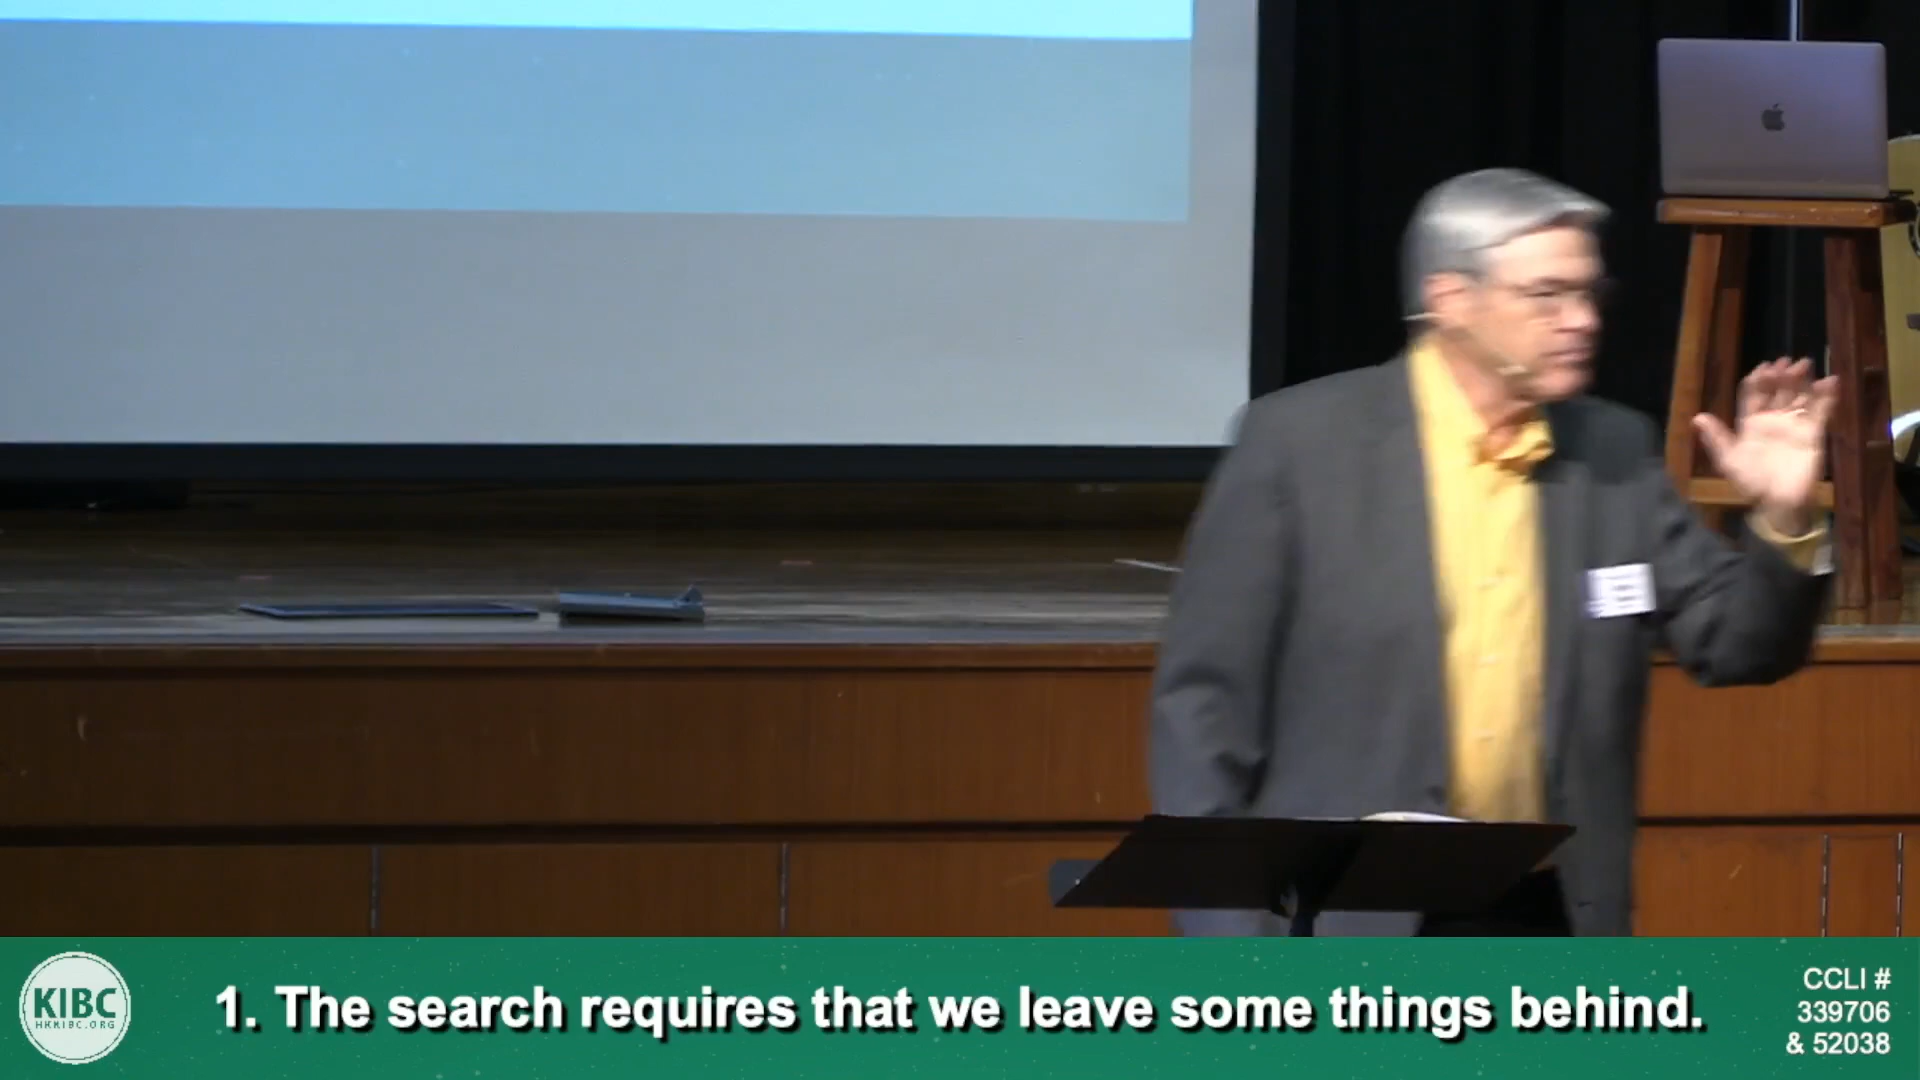 KIBC
HKKIBC.ORG
1. The search requires that we leave some things behind.
CCLI #
339706
& 52038